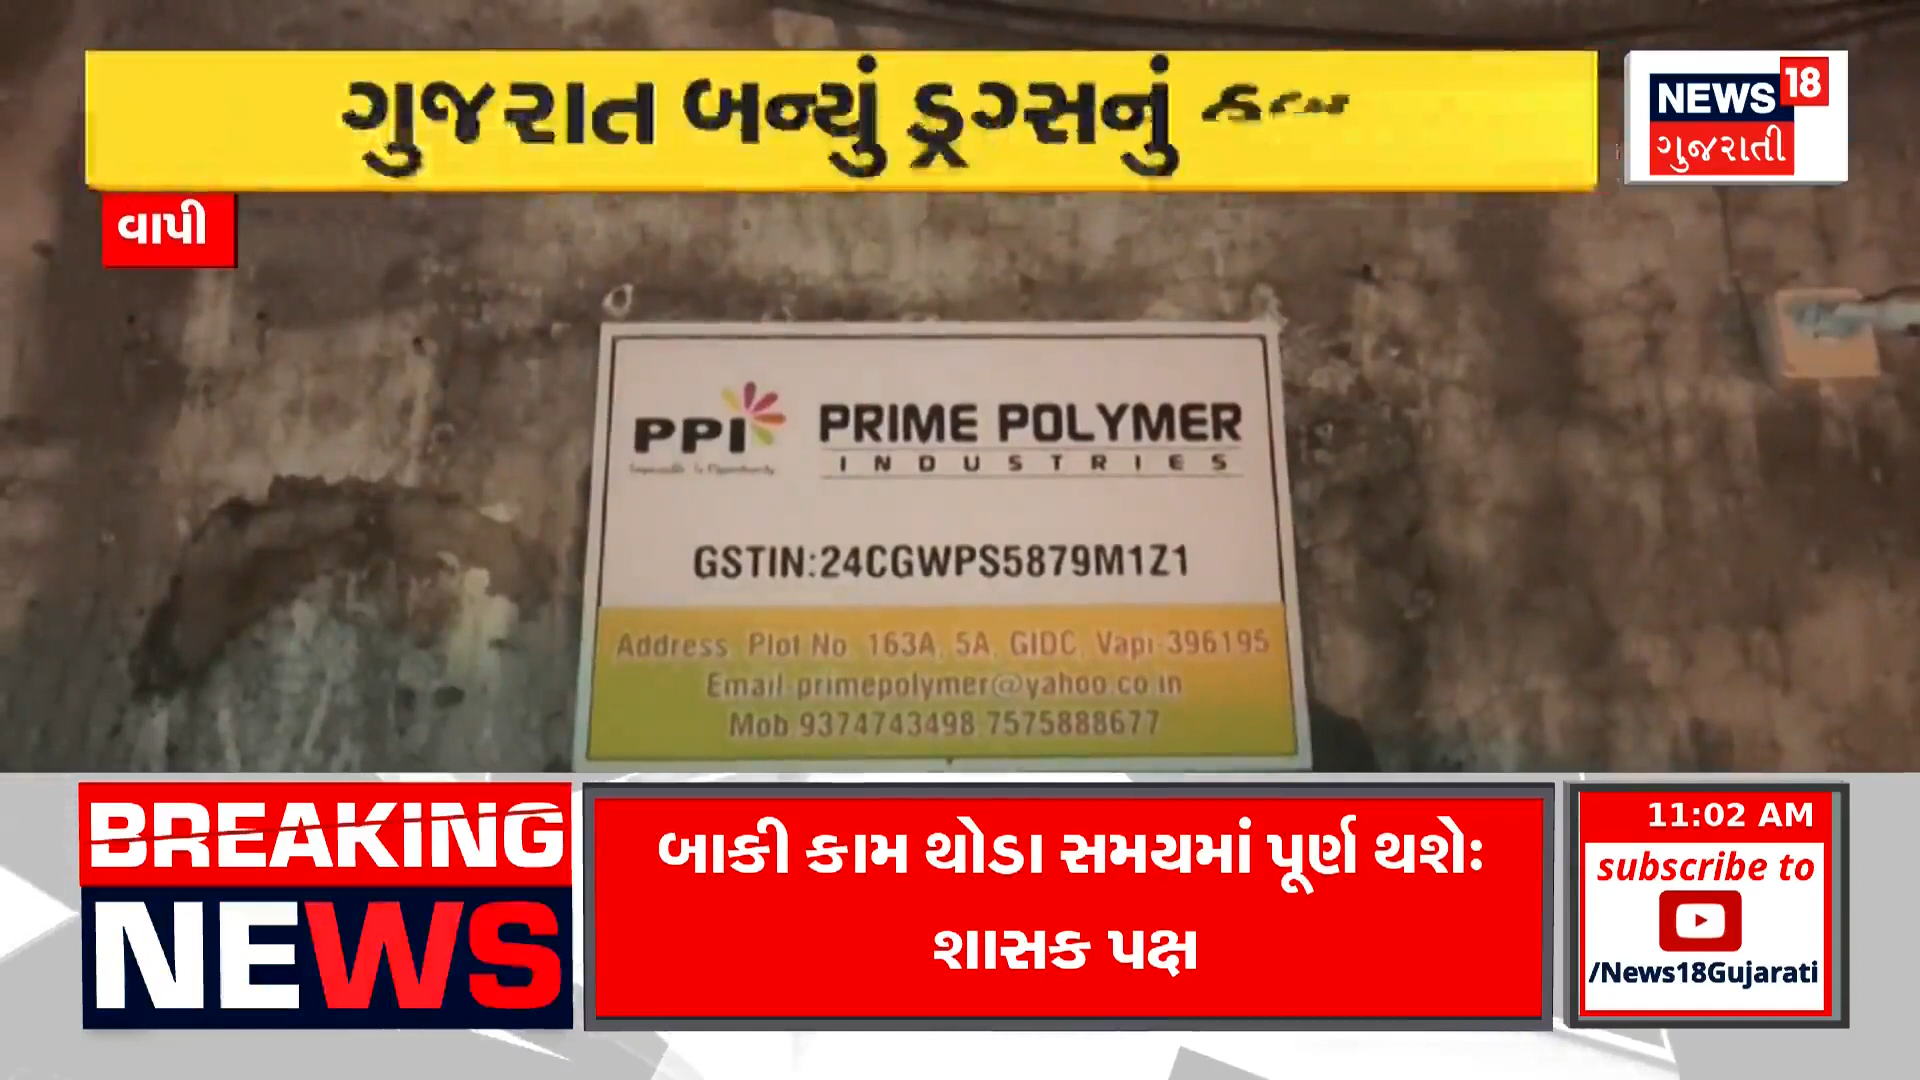 ગુજરાત બન્યું ડ્રગ્સનું
NEWS 18
ગુજરાતી
વાપી
PPI
PRIME POLYMER
INDUSTRIES
GSTIN:24CGWPS5879M1Z1
Address Plot No 163A, 5A, GIDC, Vapi-396195
Email-primepolymer@yahoo.co.in
Mob 9374743498 7575888677
BREAKING
NEWS
બાકી કામ થોડા સમયમાં પૂર્ણ થશેઃ
શાસક પક્ષ
11:02 AM
subscribe to
/News18Gujarati